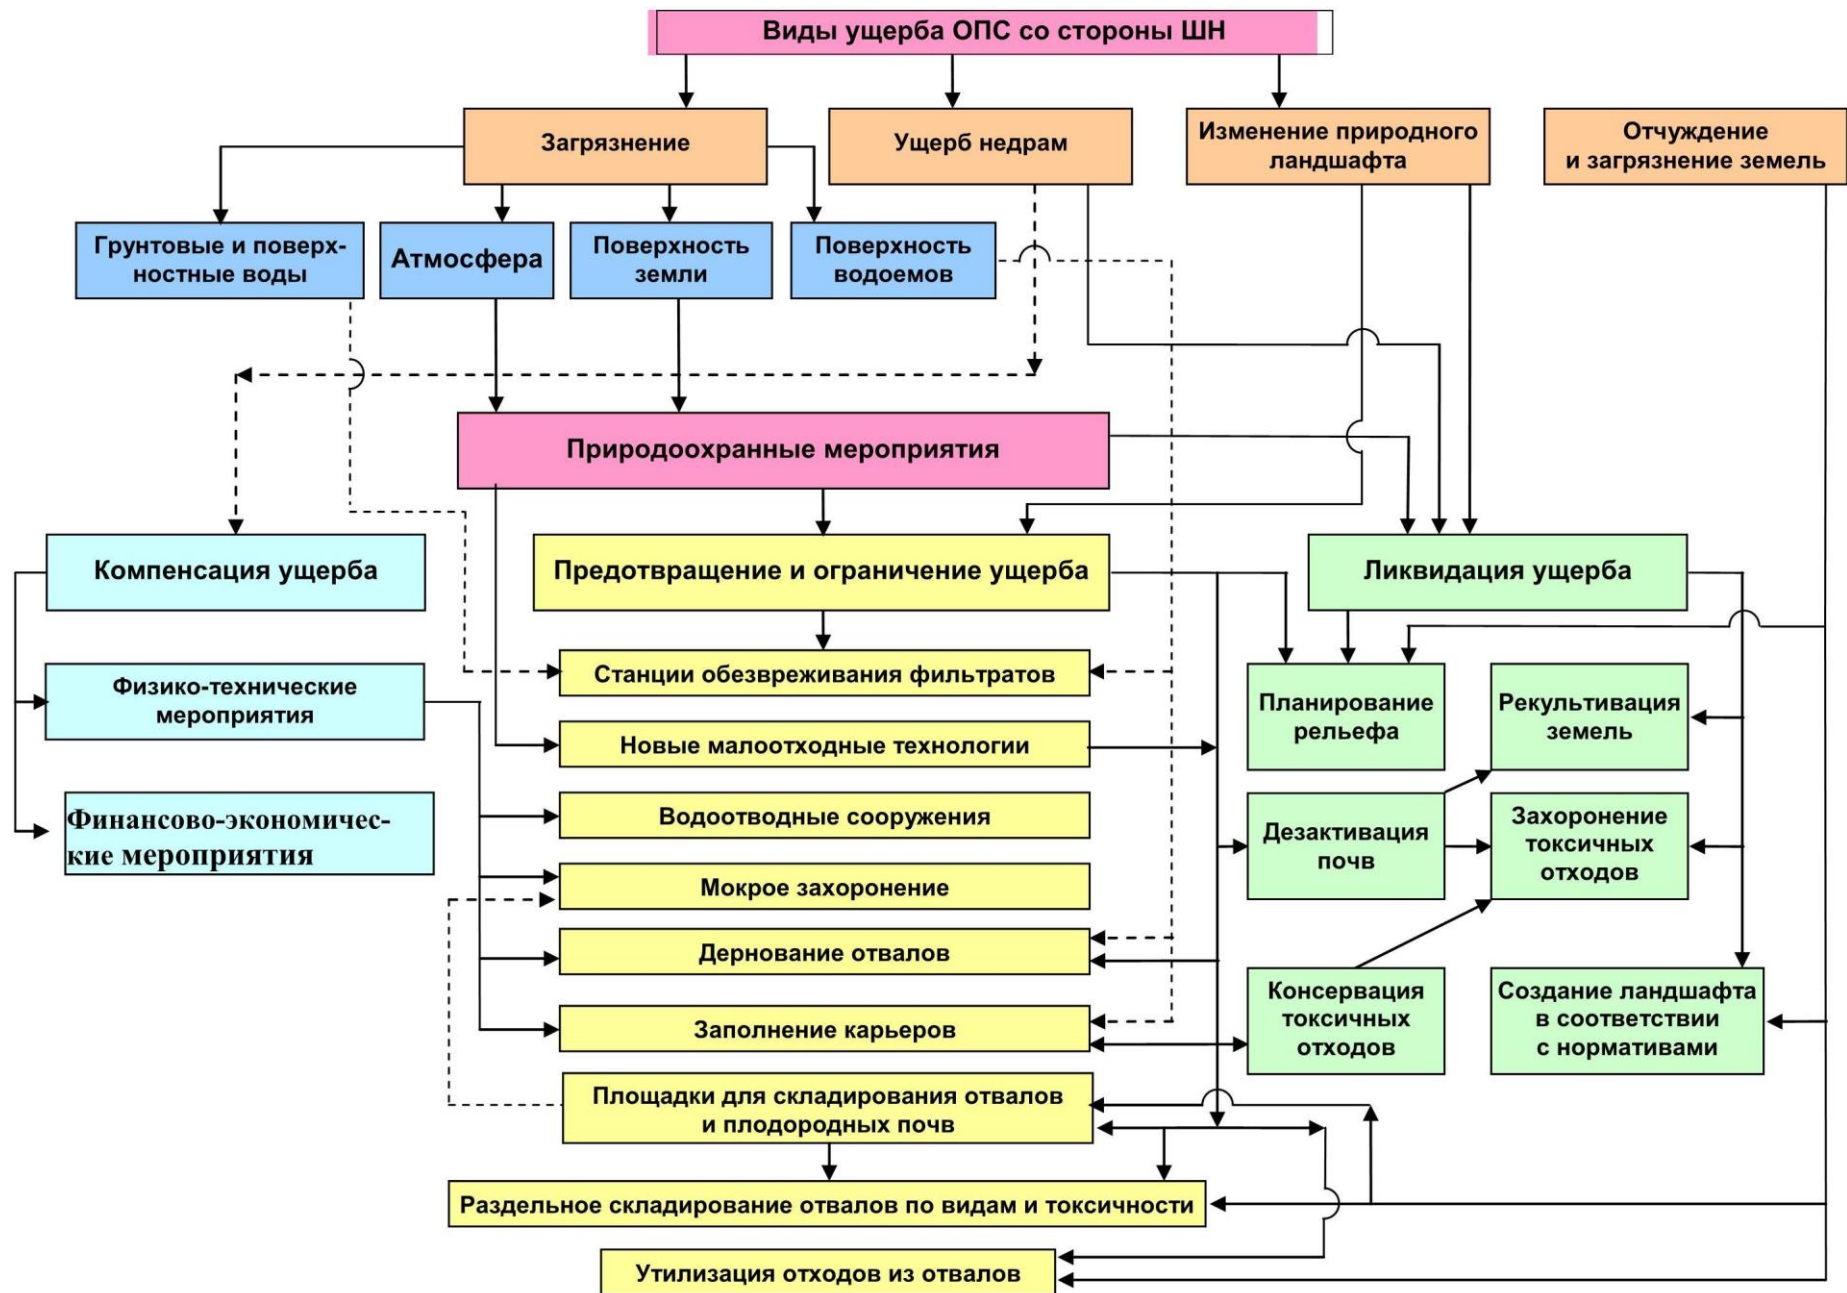 Виды ущерба ОПС со стороны ШН
Загрязнение
Ущерб недрам
Изменение природного
ландшафта
Отчуждение
и загрязнение земель
Грунтовые и поверх-
ностные воды
Атмосфера
Поверхность
земли
Поверхность
водоемов
Природоохранные мероприятия
Компенсация ущерба
Предотвращение и ограничение ущерба
Ликвидация ущерба
Физико-технические
мероприятия
Финансово-экономичес-
кие мероприятия
Станции обезвреживания фильтратов
Новые малоотходные технологии
Водоотводные сооружения
Мокрое захоронение
Дернование отвалов
Заполнение карьеров
Площадки для складирования отвалов
и плодородных почв
Раздельное складирование отвалов по видам и токсичности
Утилизация отходов из отвалов
Планирование
рельефа
Рекультивация
земель
Дезактивация
почв
Захоронение
токсичных
отходов
Консервация
токсичных
отходов
Создание ландшафта
в соответствии
с нормативами